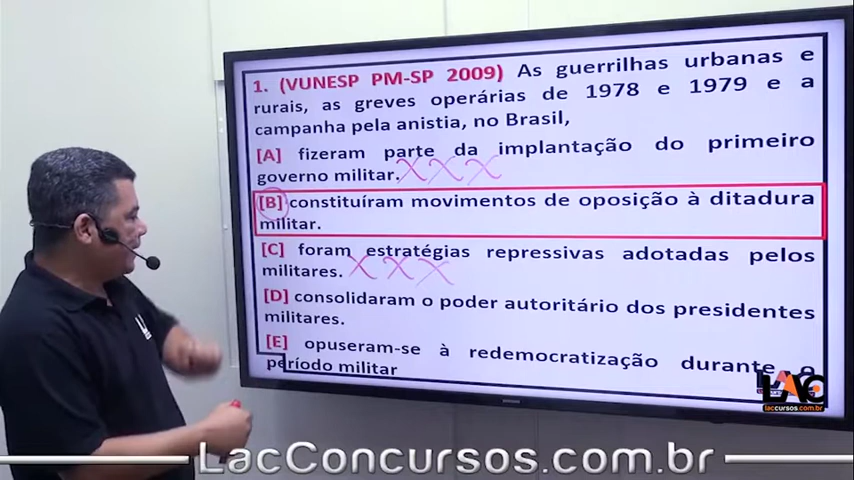 1. (VUNESP PM-SP 2009) As guerrilhas urbanas e
rurais, as greves operárias de 1978 e 1979 e a
campanha pela anistia, no Brasil,
[A] fizeram parte da implantação do primeiro
governo militar. XXX
[B] constituíram movimentos de oposição à ditadura
militar.
[C] foram estratégias repressivas adotadas pelos
militares. XXX
[D] consolidaram o poder autoritário dos presidentes
militares.
[E] opuseram-se à redemocratização durante o
período militar
LAC
laccursos.com.br
LacConcursos.com.br